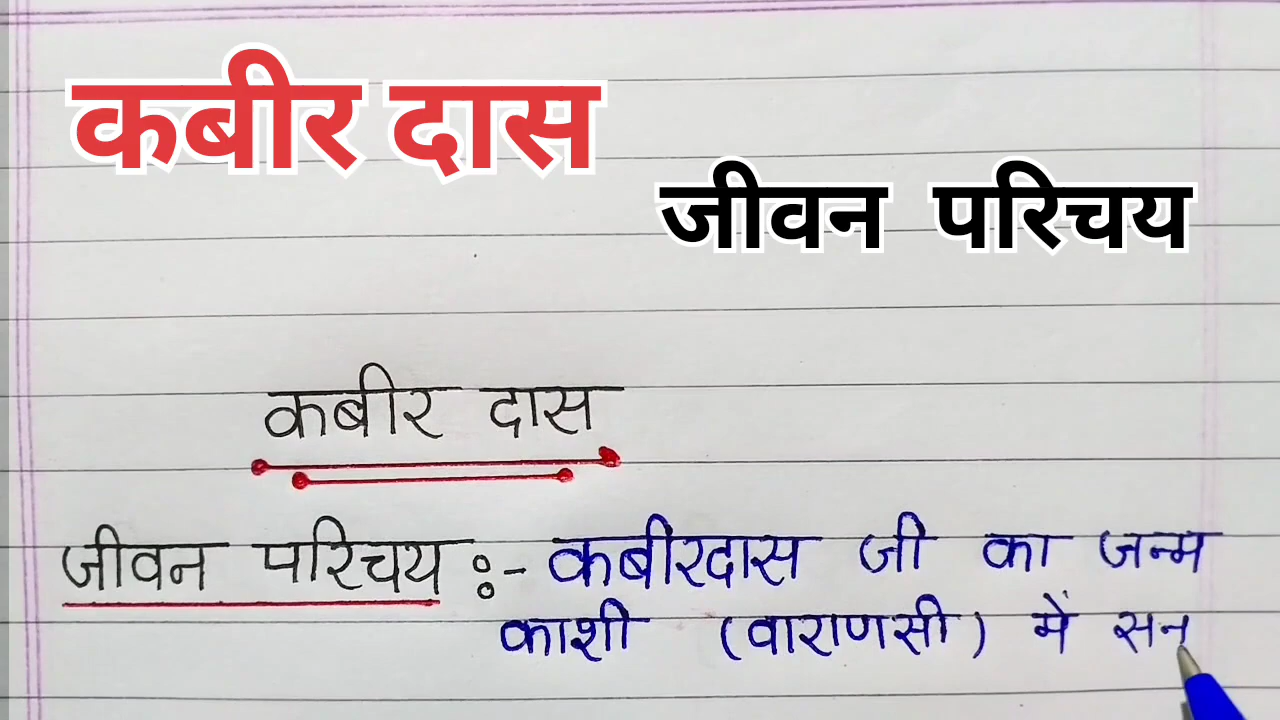 कबीर दास
जीवन परिचय
कबीर दास
जीवन परिचय :- कबीरदास जी का जन्म
काशी (वाराणसी) में सन